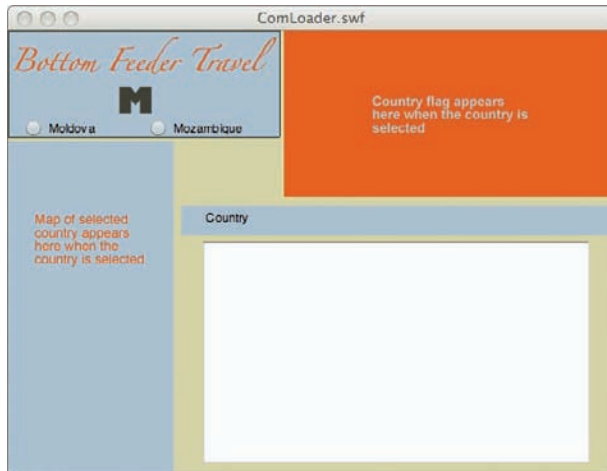 ComLoader.swf
Bottom Feeder Travel
M
Moldova
Mozambique
Country flag appears
here when the country is
selected
Map of selected
country appears
here when the
country is selected
Country